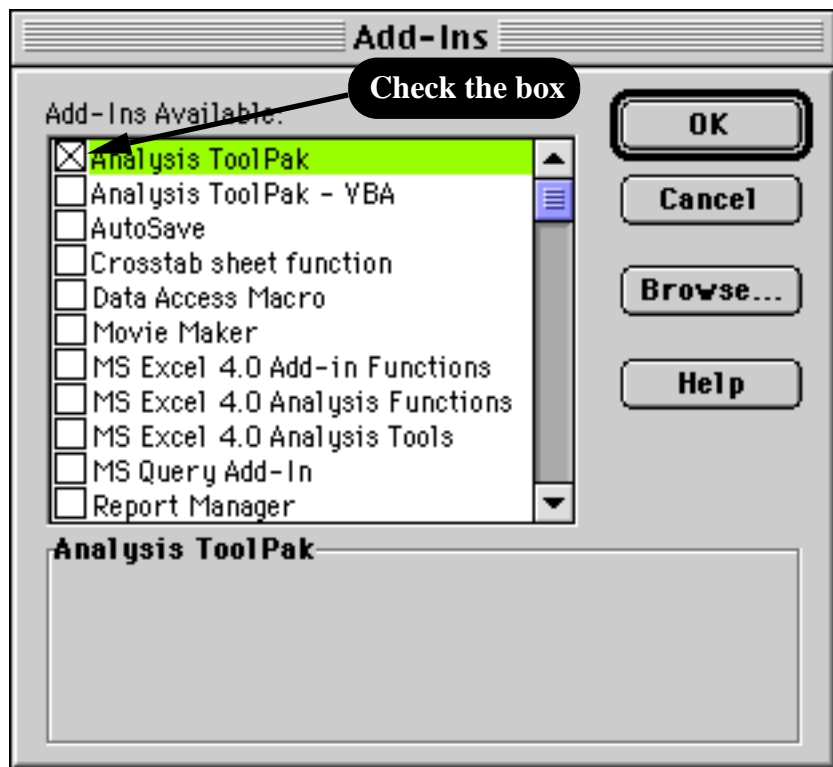 Add-Ins
Check the box
Add-Ins Available:
Analysis ToolPak
Analysis ToolPak - VBA
AutoSave
Crosstab sheet function
Data Access Macro
Movie Maker
MS Excel 4.0 Add-in Functions
MS Excel 4.0 Analysis Functions
MS Excel 4.0 Analysis Tools
MS Query Add-In
Report Manager
OK
Cancel
Browse...
Help
Analysis ToolPak